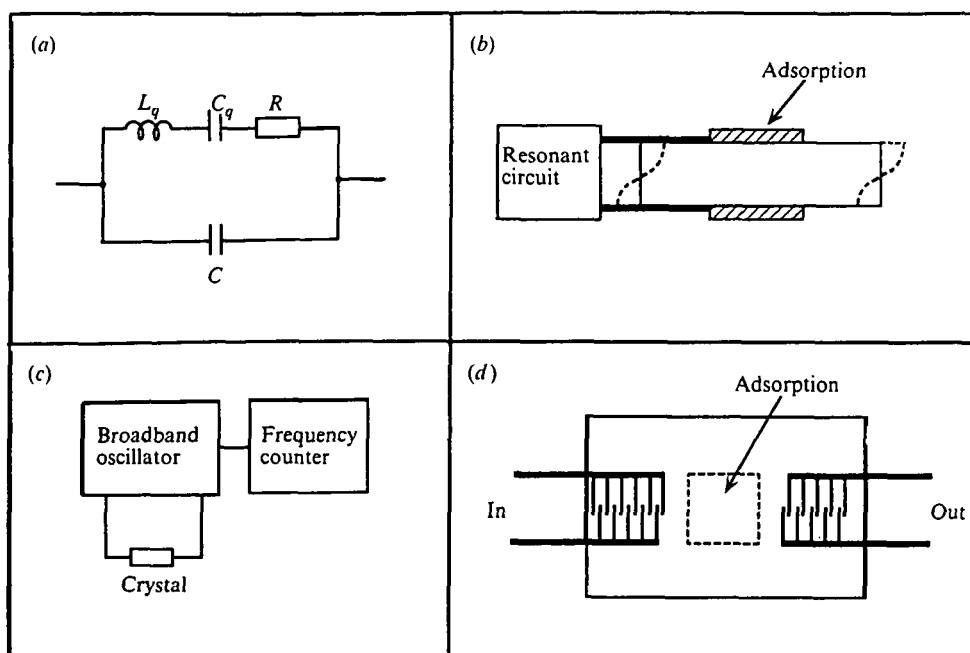 (a)
L_q
C_q
R
C
(b)
Adsorption
Resonant
circuit
(c)
Broadband
oscillator
Frequency
counter
Crystal
(d)
Adsorption
In
Out